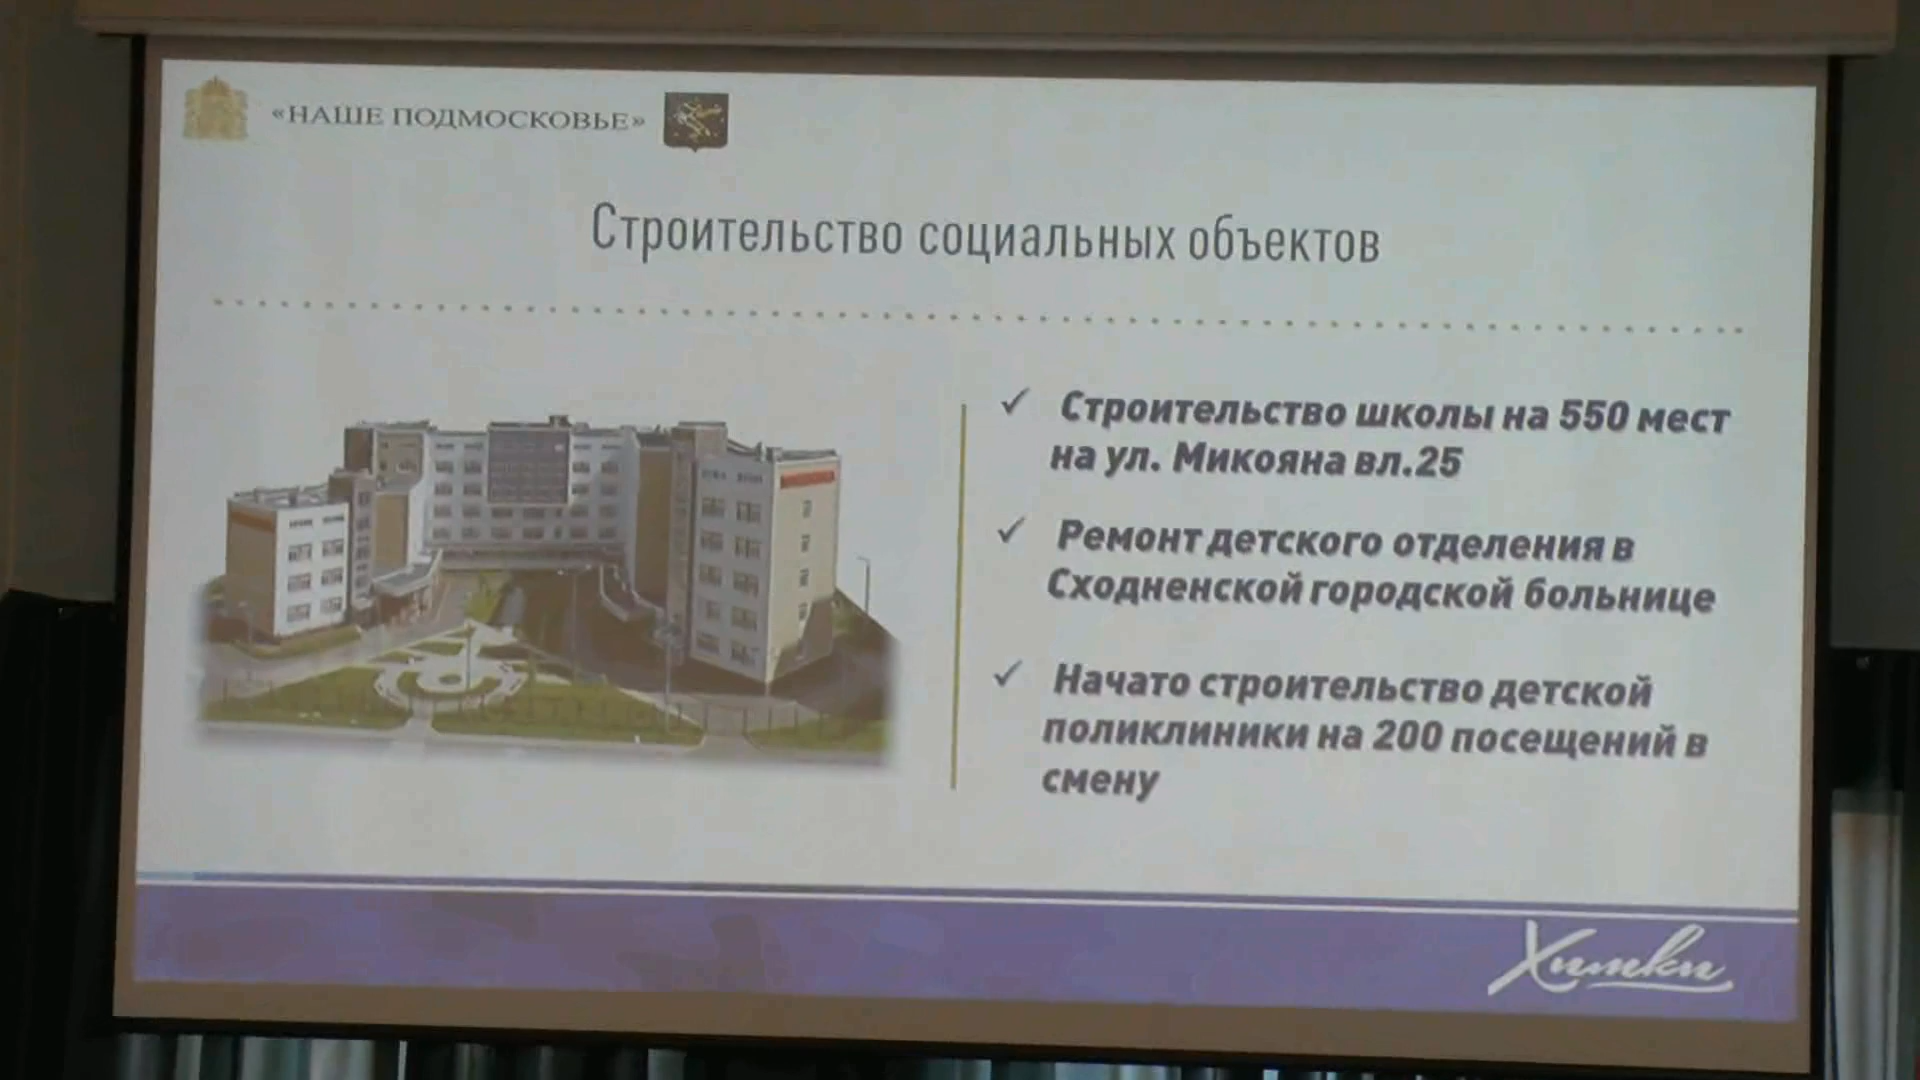 «НАШЕ ПОДМОСКОВЬЕ»
Строительство социальных объектов
Строительство школы на 550 мест
на ул. Микояна вл.25
Ремонт детского отделения в
Сходненской городской больнице
Начато строительство детской
поликлиники на 200 посещений в
смену
Химки